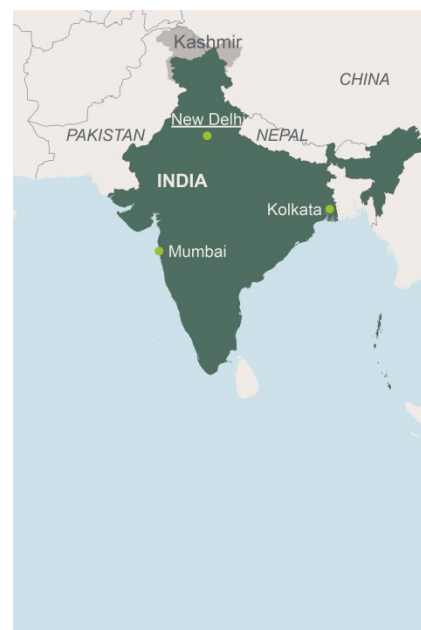 Kashmir
CHINA
New Delhi
PAKISTAN
NEPAL
INDIA
Kolkata
Mumbai